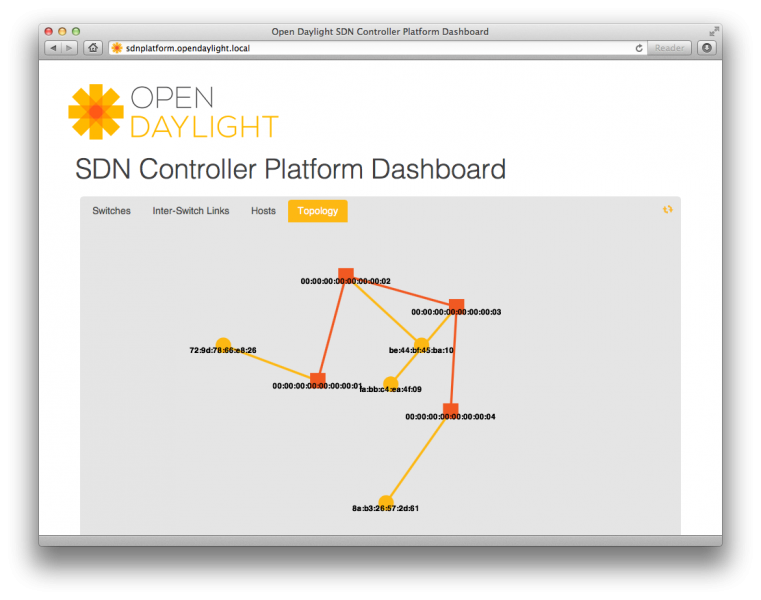 Open Daylight SDN Controller Platform Dashboard
sdnplatform.opendaylight.local
Reader
OPEN
DAYLIGHT
SDN Controller Platform Dashboard
Switches Inter-Switch Links Hosts Topology
00:00:00:00:00:00:00:02
00:00:00:00:00:00:00:03
72:9d:78:66:e8:26
be:44:bf:45:ba:10
00:00:00:00:00:00:00:01
fa:bb:c4:ea:4f:09
00:00:00:00:00:00:00:04
8a:b3:26:57:2d:61